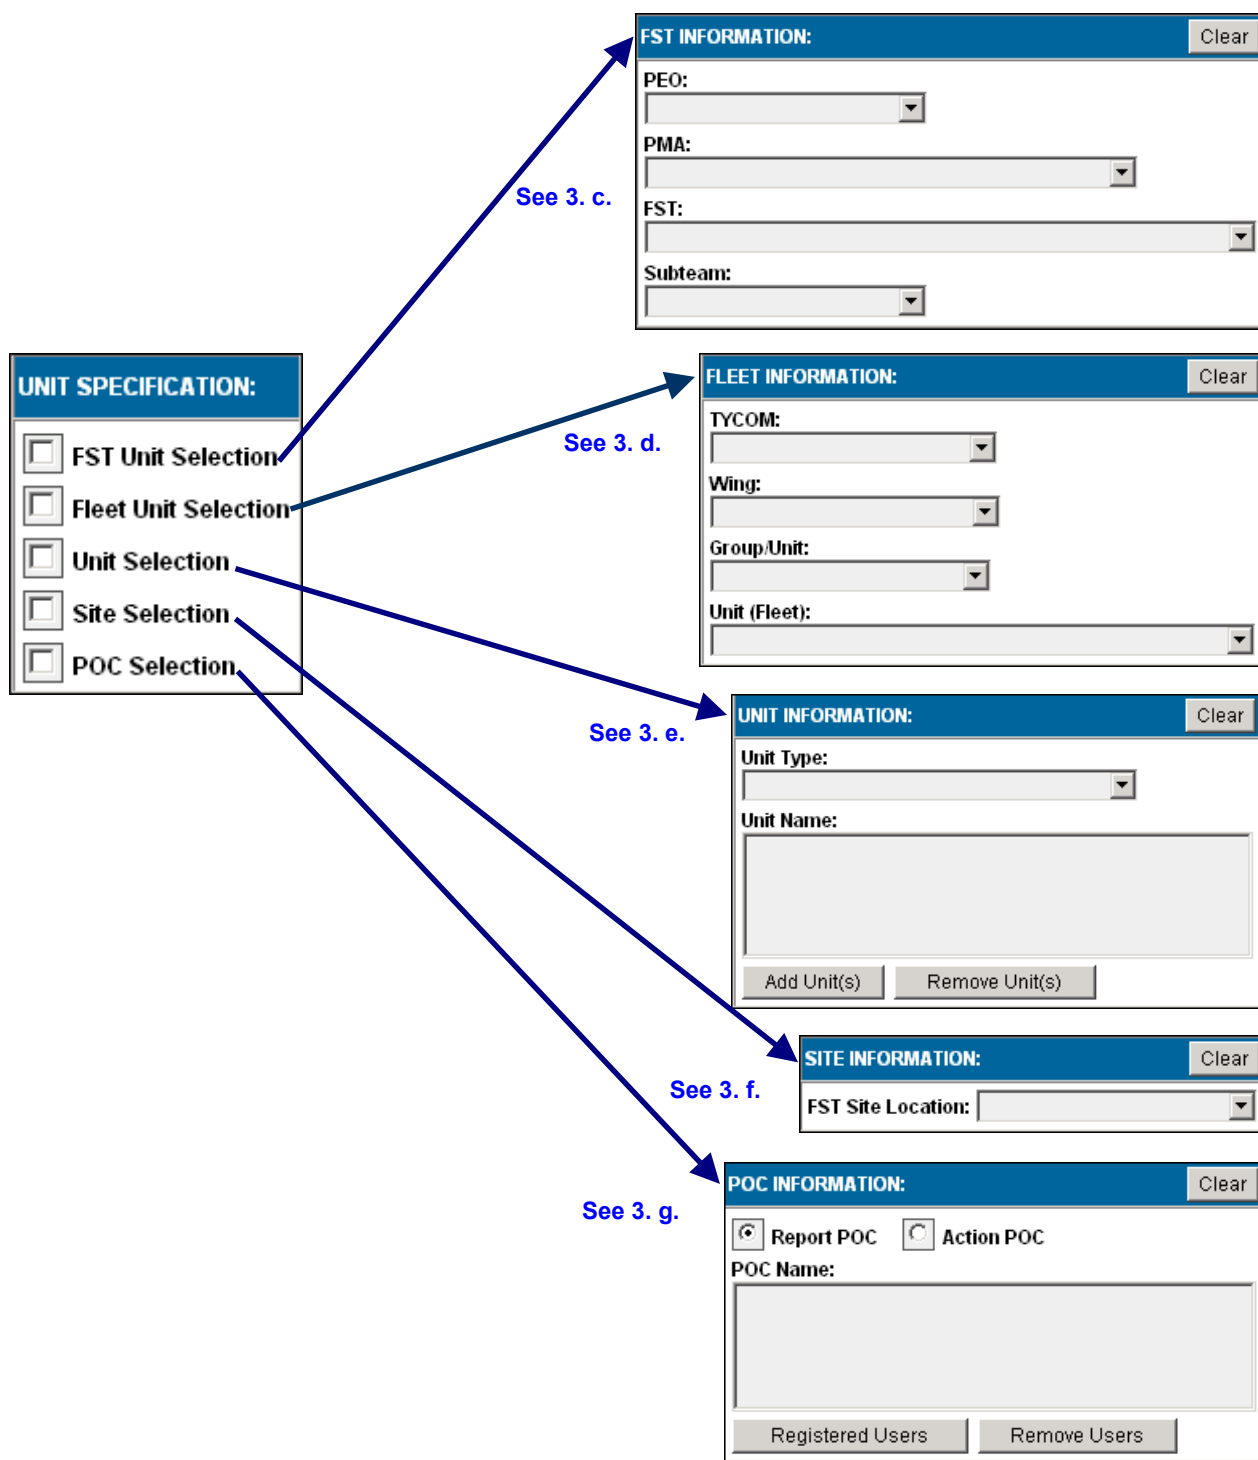 FST INFORMATION:
Clear
PEO:
PMA:
See 3. c.
FST:
Subteam:
UNIT SPECIFICATION:
FST Unit Selection
Fleet Unit Selection
Unit Selection
Site Selection
POC Selection
FLEET INFORMATION:
Clear
TYCOM:
See 3. d.
Wing:
Group/Unit:
Unit (Fleet):
UNIT INFORMATION:
Clear
See 3. e.
Unit Type:
Unit Name:
Add Unit(s)
Remove Unit(s)
SITE INFORMATION:
Clear
See 3. f.
FST Site Location:
POC INFORMATION:
Clear
See 3. g.
Report POC
Action POC
POC Name:
Registered Users
Remove Users